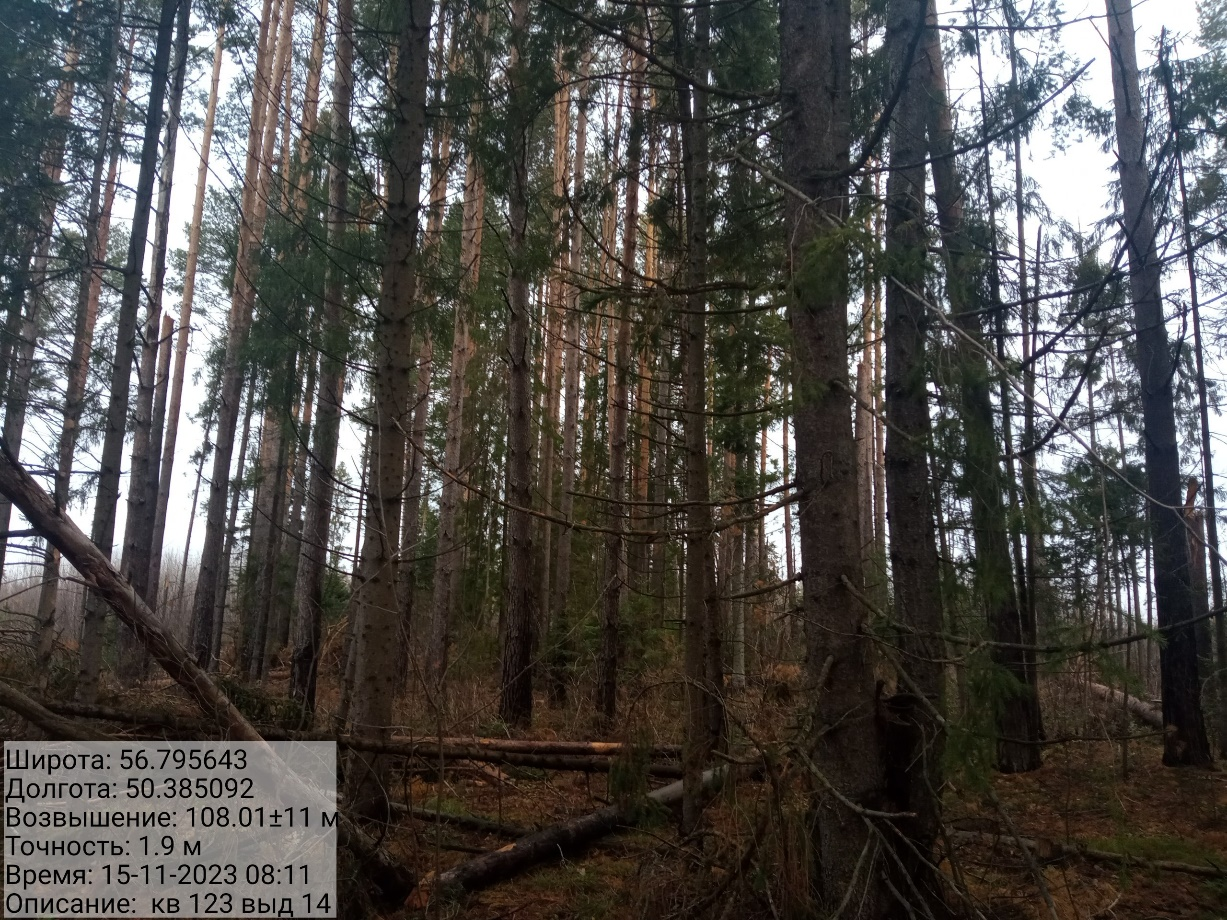 Широта: 56.795643
Долгота: 50.385092
Возвышение: 108.01±11 м
Точность: 1.9 м
Время: 15-11-2023 08:11
Описание: кв 123 выд 14